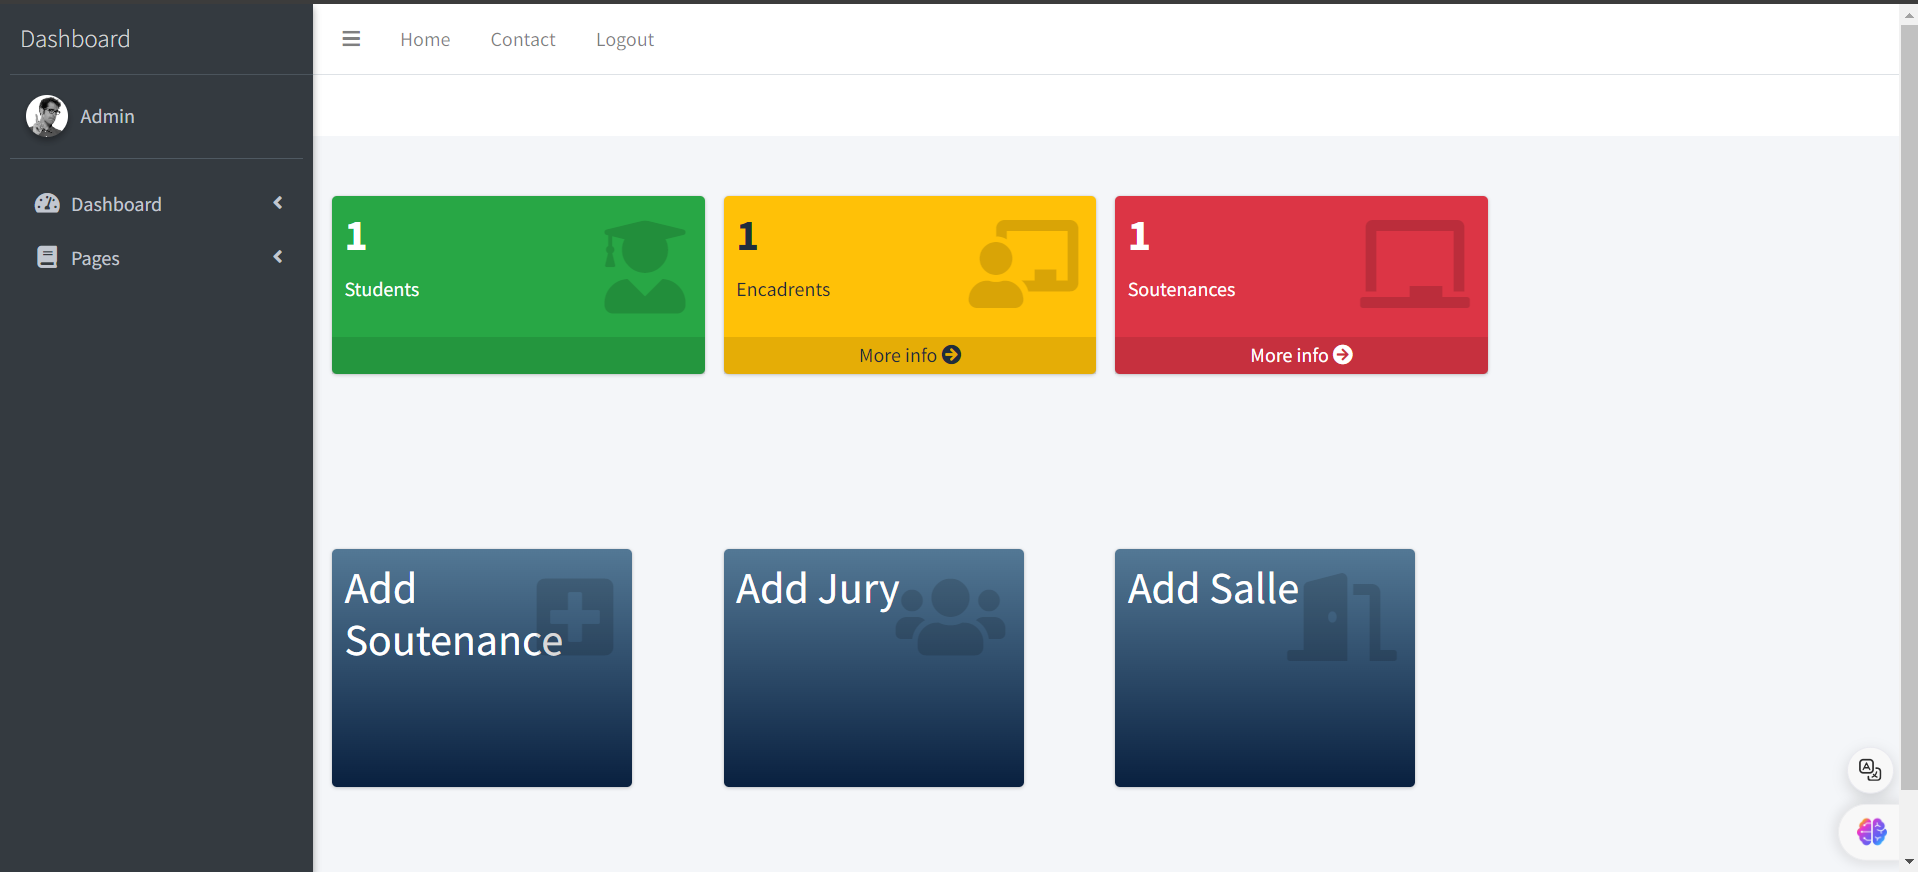 Dashboard
Home
Contact
Logout
Admin
Dashboard
Pages
1
Students
1
Encadrents
More info
1
Soutenances
More info
Add
Soutenance
Add Jury
Add Salle